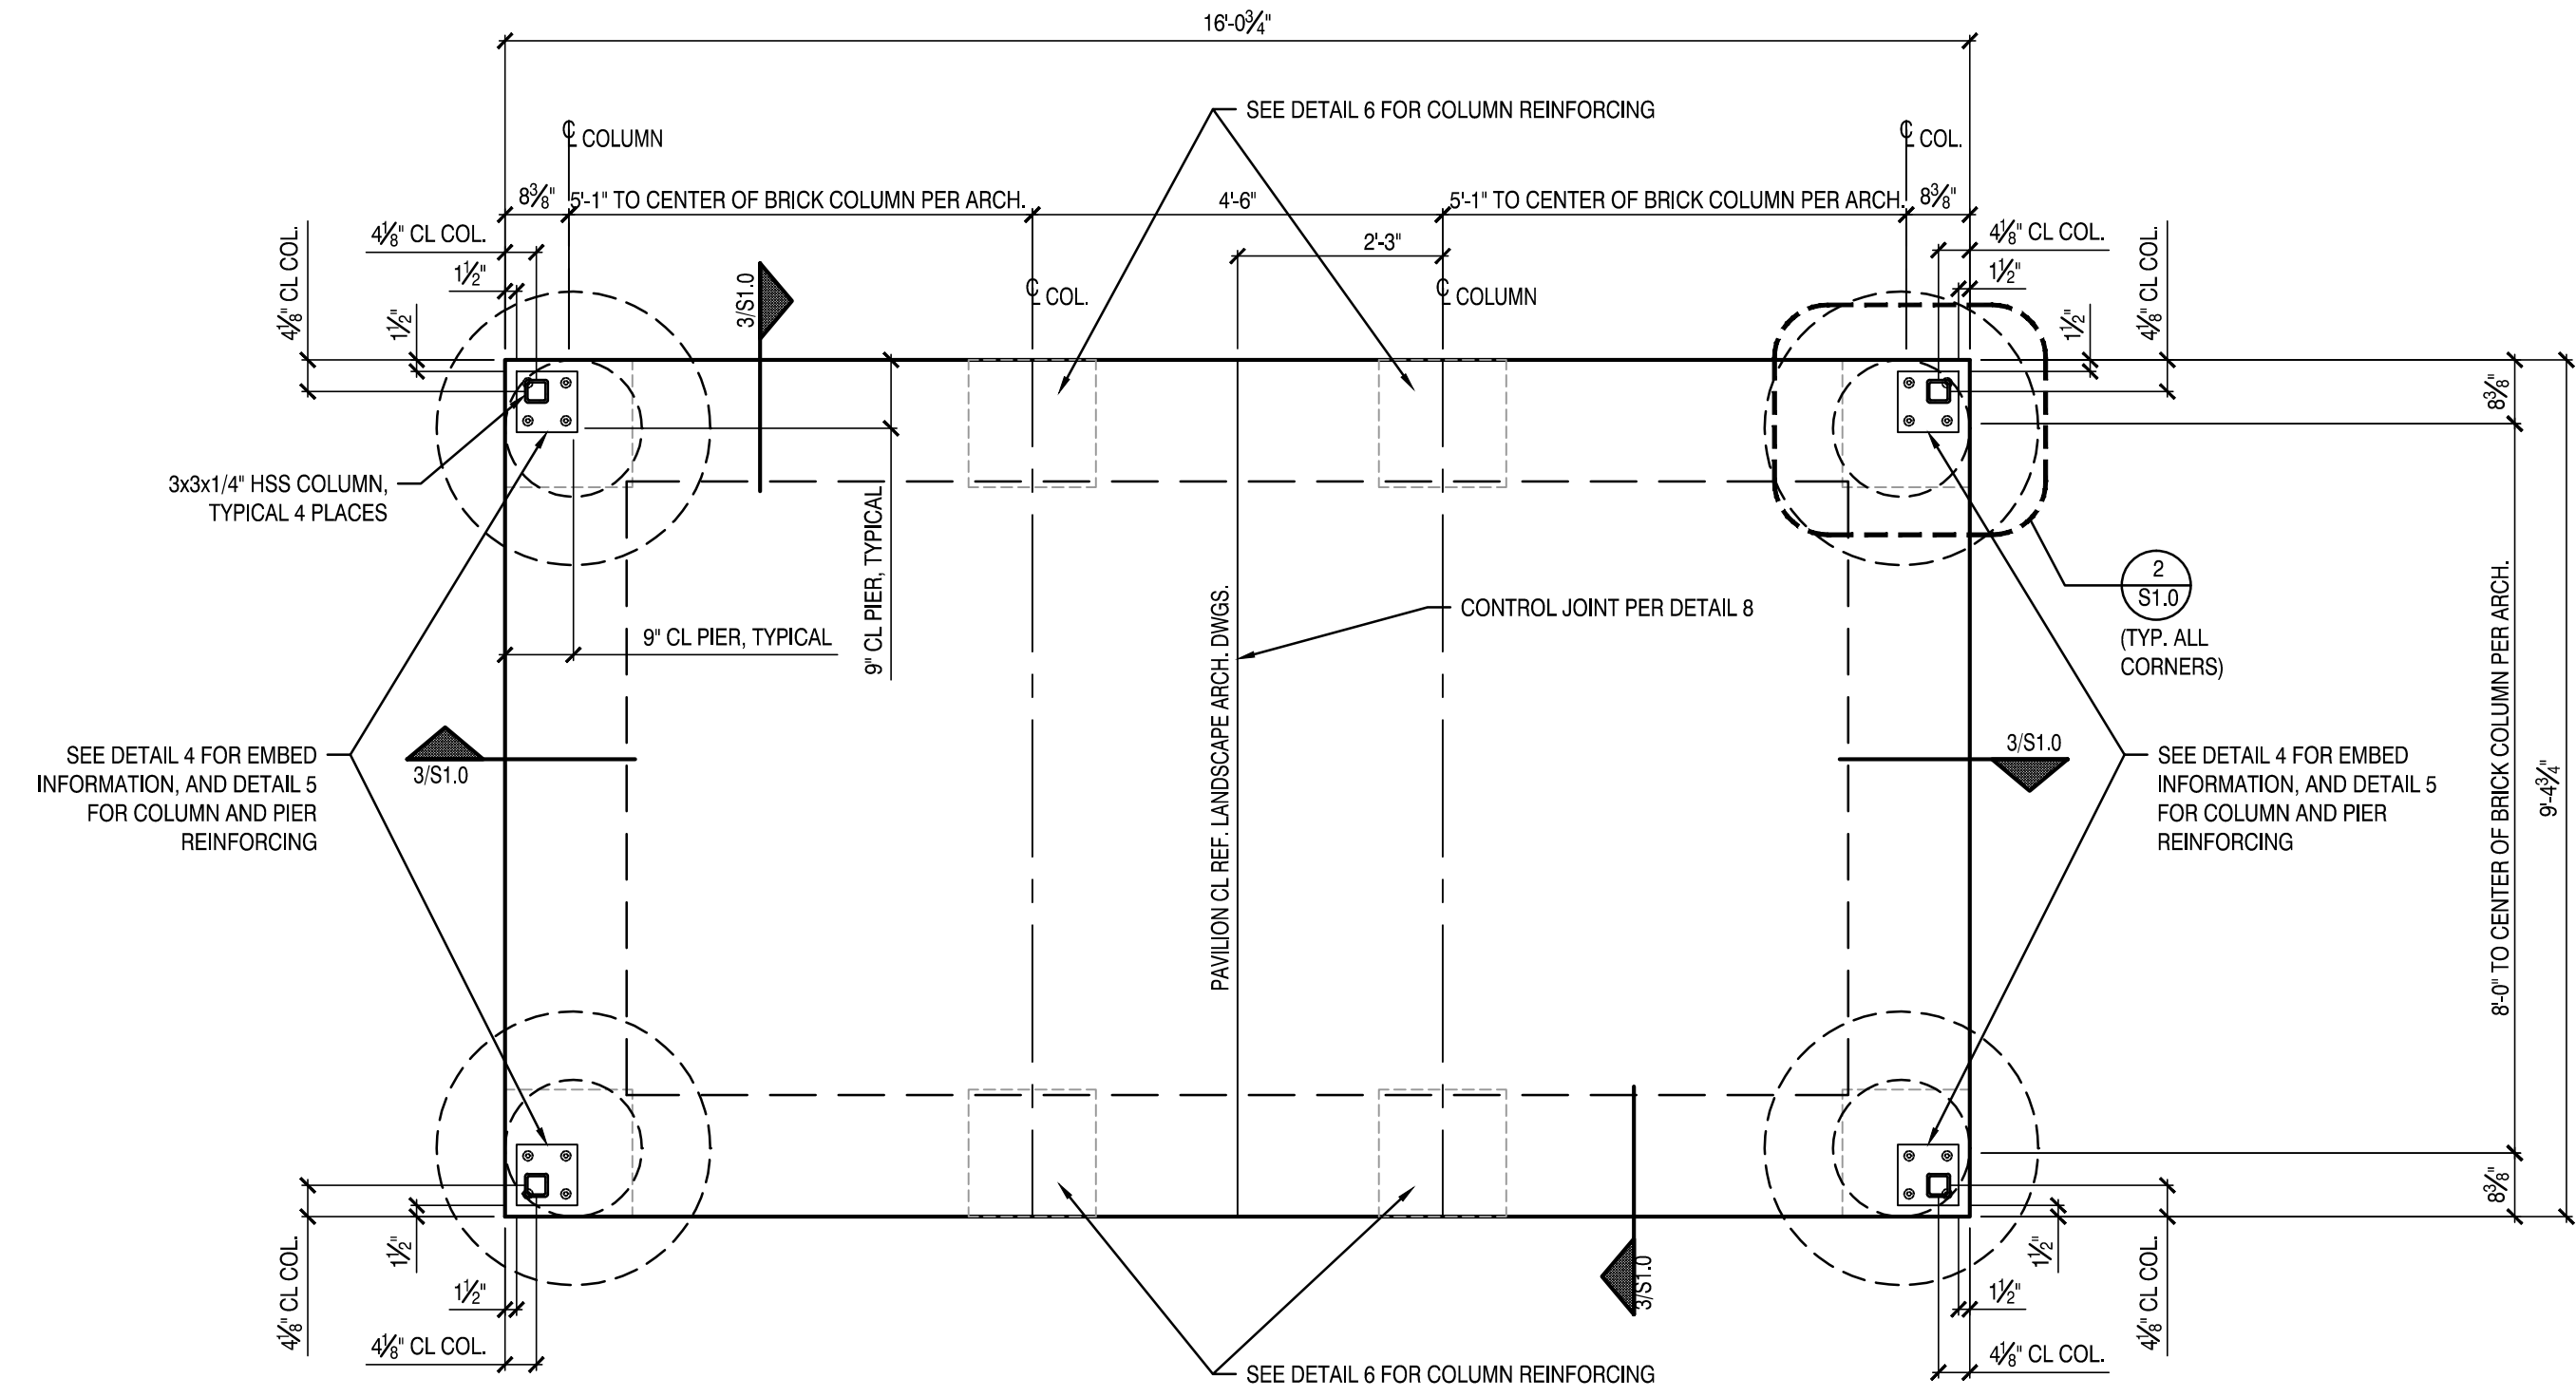 16'-0¾"
SEE DETAIL 6 FOR COLUMN REINFORCING
℄ COLUMN
℄ COL.
8⅜"
5'-1" TO CENTER OF BRICK COLUMN PER ARCH.
4'-6"
5'-1" TO CENTER OF BRICK COLUMN PER ARCH.
8⅜"
2'-3"
4⅛" CL COL.
1½"
4⅛" CL COL.
1½"
3/S1.0
℄ COL.
℄ COLUMN
4⅛" CL COL.
1½"
1½"
4⅛" CL COL.
3x3x1/4" HSS COLUMN,
TYPICAL 4 PLACES
9" CL PIER, TYPICAL
9" CL PIER, TYPICAL
PAVILION CL REF. LANDSCAPE ARCH. DWGS.
CONTROL JOINT PER DETAIL 8
2
S1.0
(TYP. ALL
CORNERS)
8⅜"
8'-0" TO CENTER OF BRICK COLUMN PER ARCH.
9'-4¾"
8⅜"
SEE DETAIL 4 FOR EMBED
INFORMATION, AND DETAIL 5
FOR COLUMN AND PIER
REINFORCING
3/S1.0
3/S1.0
SEE DETAIL 4 FOR EMBED
INFORMATION, AND DETAIL 5
FOR COLUMN AND PIER
REINFORCING
4⅛" CL COL.
1½"
1½"
4⅛" CL COL.
3/S1.0
1½"
4⅛" CL COL.
1½"
4⅛" CL COL.
SEE DETAIL 6 FOR COLUMN REINFORCING